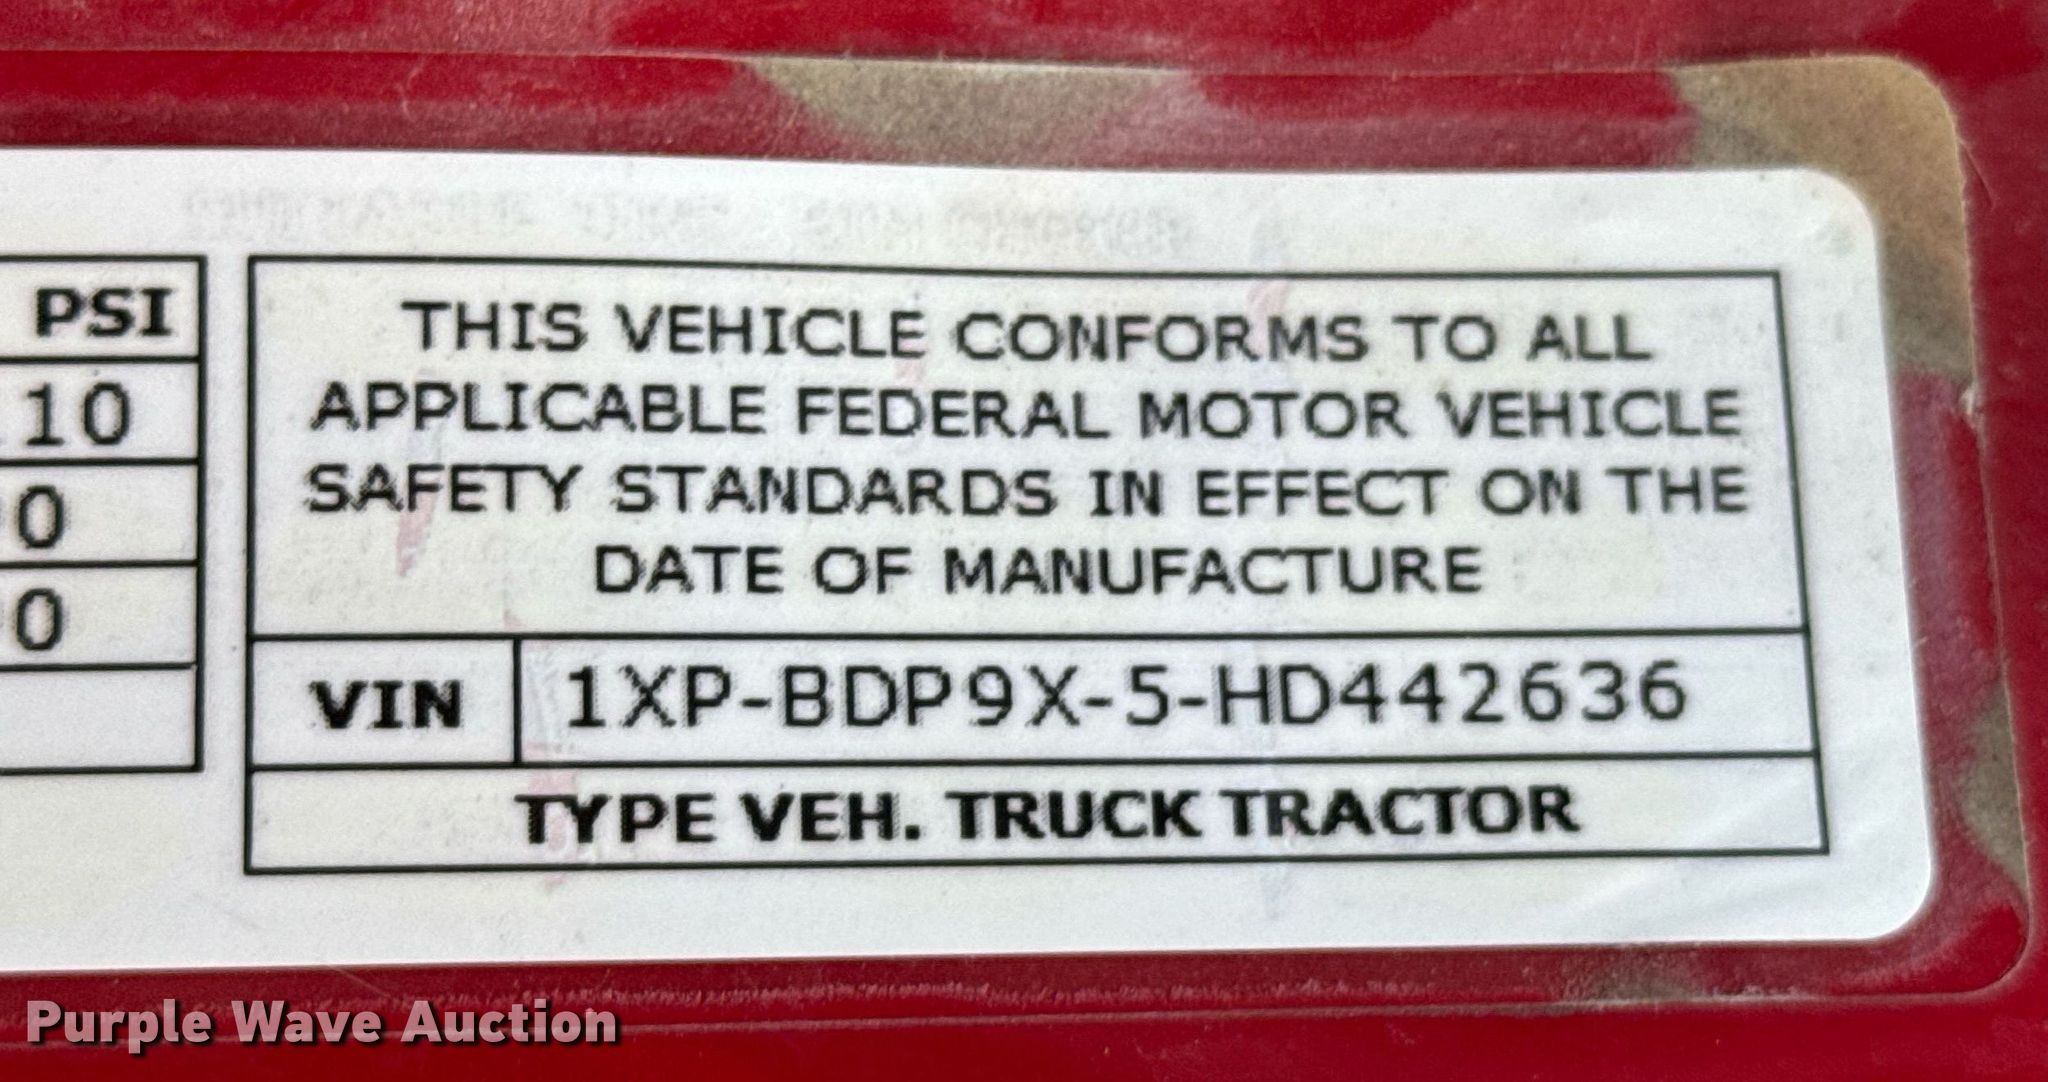 PSI
10
0
0
THIS VEHICLE CONFORMS TO ALL
APPLICABLE FEDERAL MOTOR VEHICLE
SAFETY STANDARDS IN EFFECT ON THE
DATE OF MANUFACTURE
VIN 1XP-BDP9X-5-HD442636
TYPE VEH. TRUCK TRACTOR
Purple Wave Auction